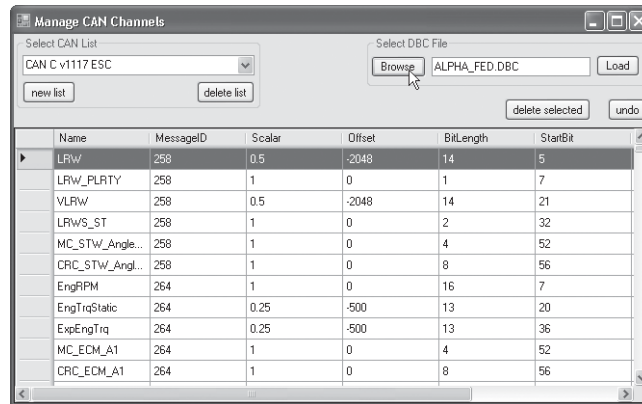 Manage CAN Channels
Select CAN List
Select DBC File
CAN C v1117 ESC
Browse ALPHA_FED.DBC Load
new list delete list
delete selected undo
Name MessageID Scalar Offset BitLength StartBit
LRW 258 0.5 -2048 14 5
LRW_PLRTY 258 1 0 1 7
VLRW 258 0.5 -2048 14 21
LRWS_ST 258 1 0 2 32
MC_STW_Angle... 258 1 0 4 52
CRC_STW_Angl... 258 1 0 8 56
EngRPM 264 1 0 16 7
EngTrqStatic 264 0.25 -500 13 20
ExpEngTrq 264 0.25 -500 13 36
MC_ECM_A1 264 1 0 4 52
CRC_ECM_A1 264 1 0 8 56